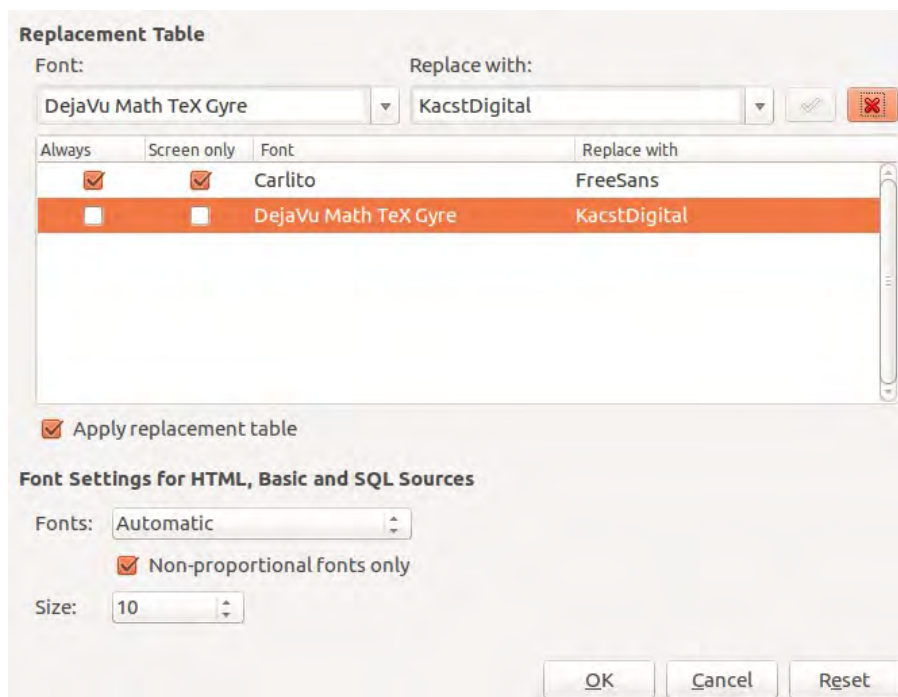 Replacement Table
Font: Replace with:
DejaVu Math TeX Gyre KacstDigital
Always Screen only Font Replace with
Carlito FreeSans
DejaVu Math TeX Gyre KacstDigital
Apply replacement table
Font Settings for HTML, Basic and SQL Sources
Fonts: Automatic
Non-proportional fonts only
Size: 10
OK Cancel Reset